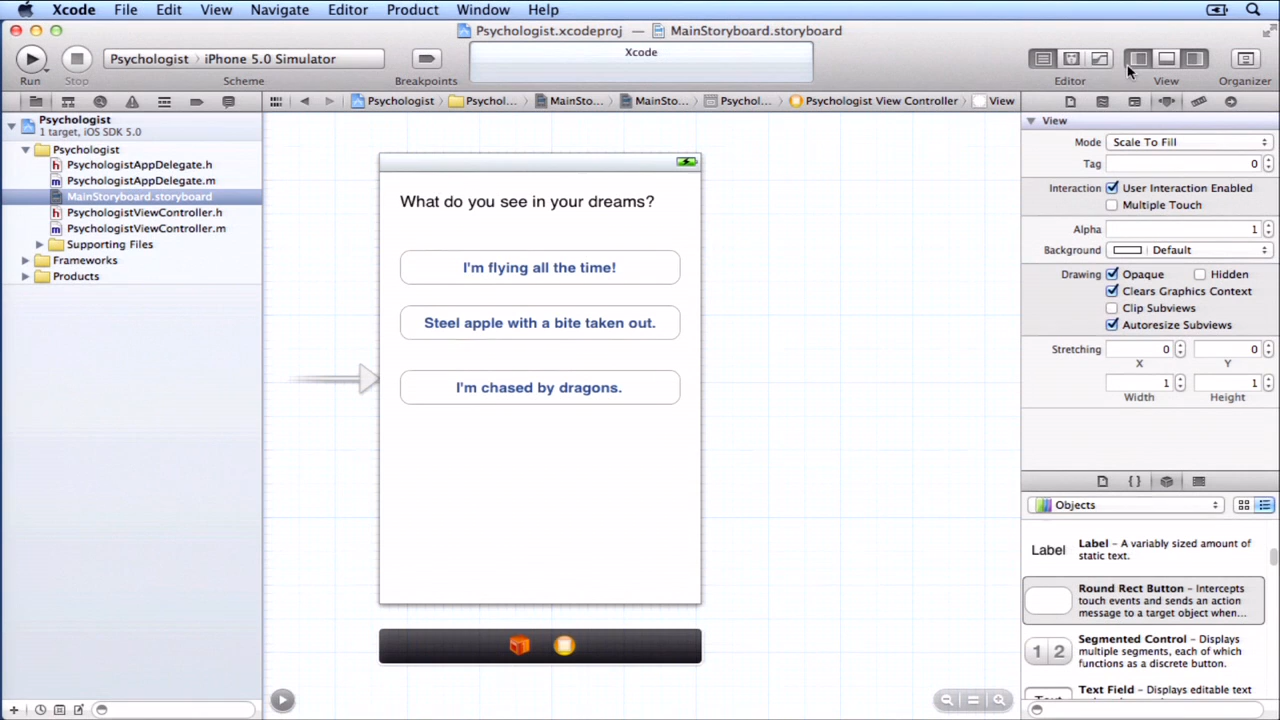 Xcode File Edit View Navigate Editor Product Window Help
Psychologist.xcodeproj — MainStoryboard.storyboard
Psychologist iPhone 5.0 Simulator
Xcode
Run Stop Scheme Breakpoints Editor View Organizer
Psychologist Psychol... MainSto... MainSto... Psychol... Psychologist View Controller View
Psychologist
1 target, iOS SDK 5.0
Psychologist
h PsychologistAppDelegate.h
m PsychologistAppDelegate.m
MainStoryboard.storyboard
h PsychologistViewController.h
m PsychologistViewController.m
Supporting Files
Frameworks
Products
What do you see in your dreams?
I'm flying all the time!
Steel apple with a bite taken out.
I'm chased by dragons.
View
Mode Scale To Fill
Tag 0
Interaction User Interaction Enabled
Multiple Touch
Alpha 1
Background Default
Drawing Opaque Hidden
Clears Graphics Context
Clip Subviews
Autoresize Subviews
Stretching 0 0
X Y
1 1
Width Height
{ }
Objects
Label Label – A variably sized amount of
static text.
Round Rect Button – Intercepts
touch events and sends an action
message to a target object when...
1 2 Segmented Control – Displays
multiple segments, each of which
functions as a discrete button.
Text Field – Displays editable text